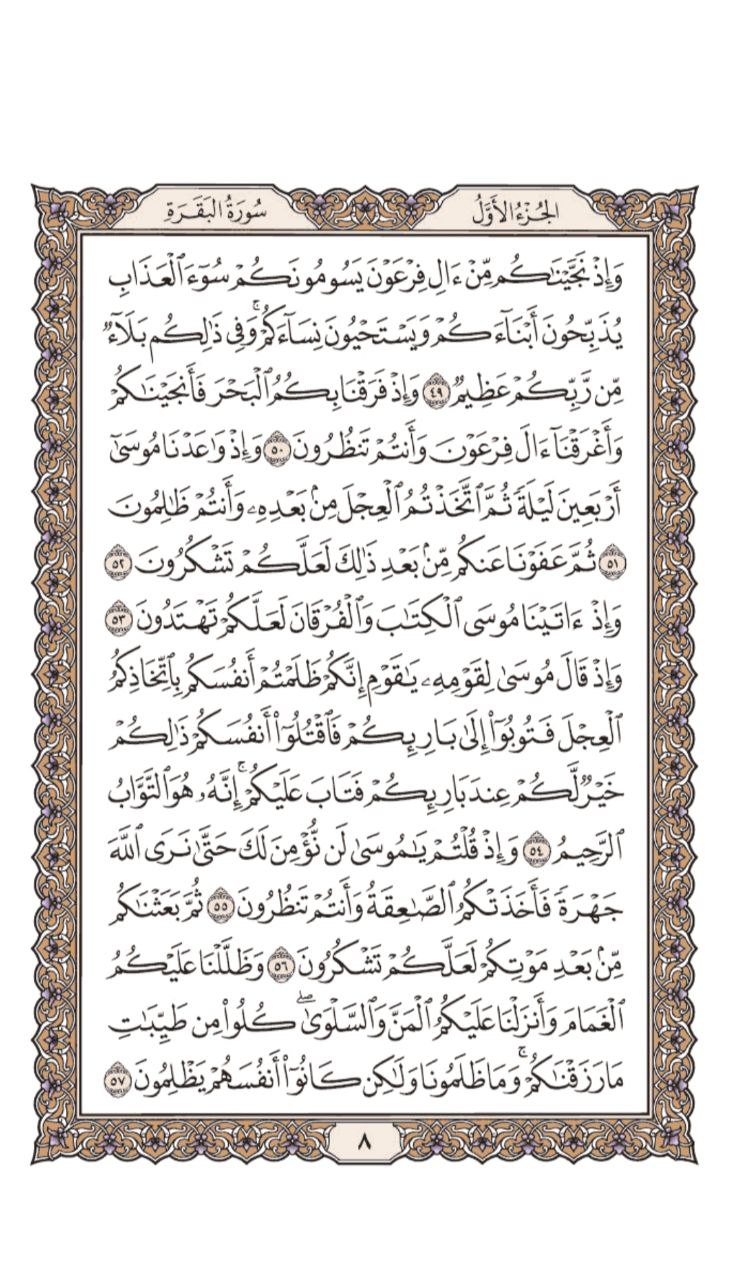 الجُزْءُ الأَوَّلُ
سُورَةُ البَقَرَةِ
وَإِذۡ نَجَّيۡنَٰكُم مِّنۡ ءَالِ فِرۡعَوۡنَ يَسُومُونَكُمۡ سُوٓءَ ٱلۡعَذَابِ
يُذَبِّحُونَ أَبۡنَآءَكُمۡ وَيَسۡتَحۡيُونَ نِسَآءَكُمۡۚ وَفِي ذَٰلِكُم بَلَآءٞ
مِّن رَّبِّكُمۡ عَظِيمٞ ٤٩ وَإِذۡ فَرَقۡنَا بِكُمُ ٱلۡبَحۡرَ فَأَنجَيۡنَٰكُمۡ
وَأَغۡرَقۡنَآ ءَالَ فِرۡعَوۡنَ وَأَنتُمۡ تَنظُرُونَ ٥٠ وَإِذۡ وَٰعَدۡنَا مُوسَىٰٓ
أَرۡبَعِينَ لَيۡلَةٗ ثُمَّ ٱتَّخَذۡتُمُ ٱلۡعِجۡلَ مِنۢ بَعۡدِهِۦ وَأَنتُمۡ ظَٰلِمُونَ
٥١ ثُمَّ عَفَوۡنَا عَنكُم مِّنۢ بَعۡدِ ذَٰلِكَ لَعَلَّكُمۡ تَشۡكُرُونَ ٥٢
وَإِذۡ ءَاتَيۡنَا مُوسَى ٱلۡكِتَٰبَ وَٱلۡفُرۡقَانَ لَعَلَّكُمۡ تَهۡتَدُونَ ٥٣
وَإِذۡ قَالَ مُوسَىٰ لِقَوۡمِهِۦ يَٰقَوۡمِ إِنَّكُمۡ ظَلَمۡتُمۡ أَنفُسَكُم بِٱتِّخَاذِكُمُ
ٱلۡعِجۡلَ فَتُوبُوٓاْ إِلَىٰ بَارِئِكُمۡ فَٱقۡتُلُوٓاْ أَنفُسَكُمۡ ذَٰلِكُمۡ
خَيۡرٞ لَّكُمۡ عِندَ بَارِئِكُمۡ فَتَابَ عَلَيۡكُمۡۚ إِنَّهُۥ هُوَ ٱلتَّوَّابُ
ٱلرَّحِيمُ ٥٤ وَإِذۡ قُلۡتُمۡ يَٰمُوسَىٰ لَن نُّؤۡمِنَ لَكَ حَتَّىٰ نَرَى ٱللَّهَ
جَهۡرَةٗ فَأَخَذَتۡكُمُ ٱلصَّٰعِقَةُ وَأَنتُمۡ تَنظُرُونَ ٥٥ ثُمَّ بَعَثۡنَٰكُم
مِّنۢ بَعۡدِ مَوۡتِكُمۡ لَعَلَّكُمۡ تَشۡكُرُونَ ٥٦ وَظَلَّلۡنَا عَلَيۡكُمُ
ٱلۡغَمَامَ وَأَنزَلۡنَا عَلَيۡكُمُ ٱلۡمَنَّ وَٱلسَّلۡوَىٰۖ كُلُواْ مِن طَيِّبَٰتِ
مَا رَزَقۡنَٰكُمۡۚ وَمَا ظَلَمُونَا وَلَٰكِن كَانُوٓاْ أَنفُسَهُمۡ يَظۡلِمُونَ ٥٧
٨